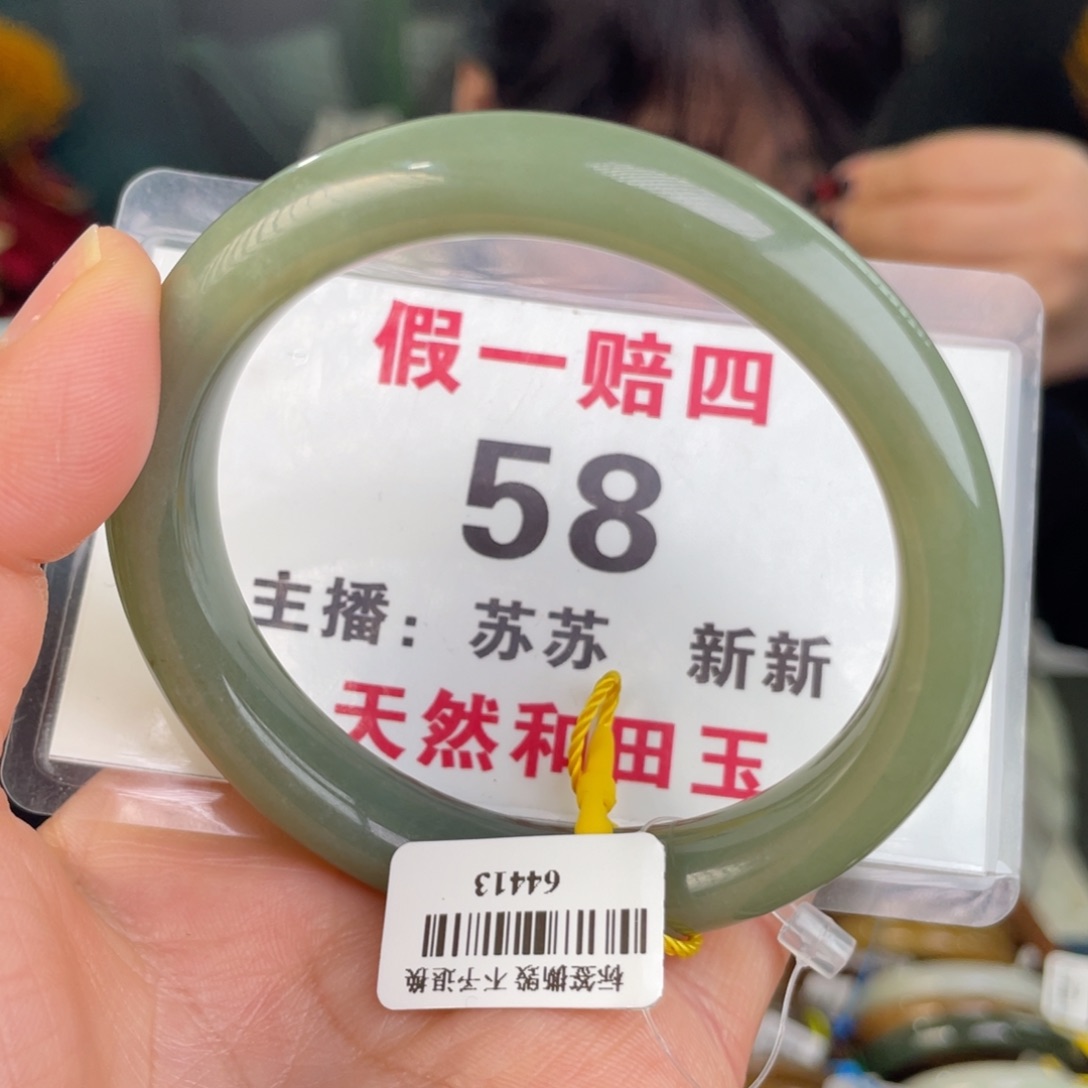 假一赔四
58
主播：苏苏 新新
天然和田玉
64413
标签撕毁 不予退换